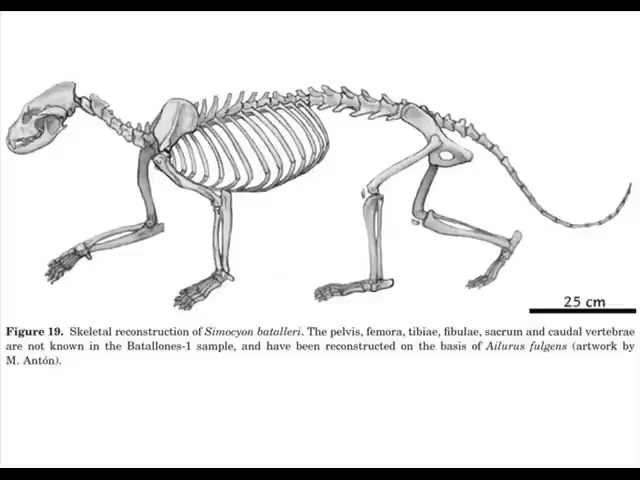 25 cm
Figure 19. Skeletal reconstruction of Simocyon batalleri. The pelvis, femora, tibiae, fibulae, sacrum and caudal vertebrae
are not known in the Batallones-1 sample, and have been reconstructed on the basis of Ailurus fulgens (artwork by
M. Antón).